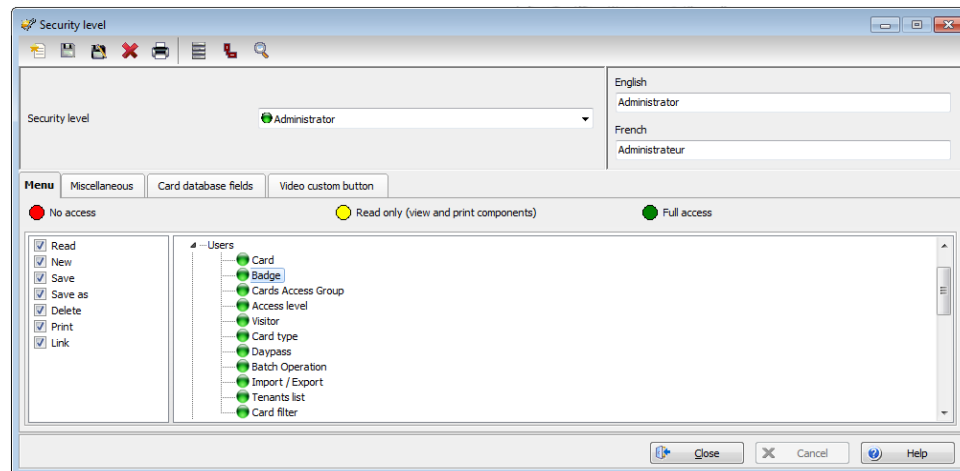 Security level
English
Administrator
Security level
Administrator
French
Administrateur
Menu
Miscellaneous
Card database fields
Video custom button
No access
Read only (view and print components)
Full access
Read
New
Save
Save as
Delete
Print
Link
Users
Card
Badge
Cards Access Group
Access level
Visitor
Card type
Daypass
Batch Operation
Import / Export
Tenants list
Card filter
Close
Cancel
Help